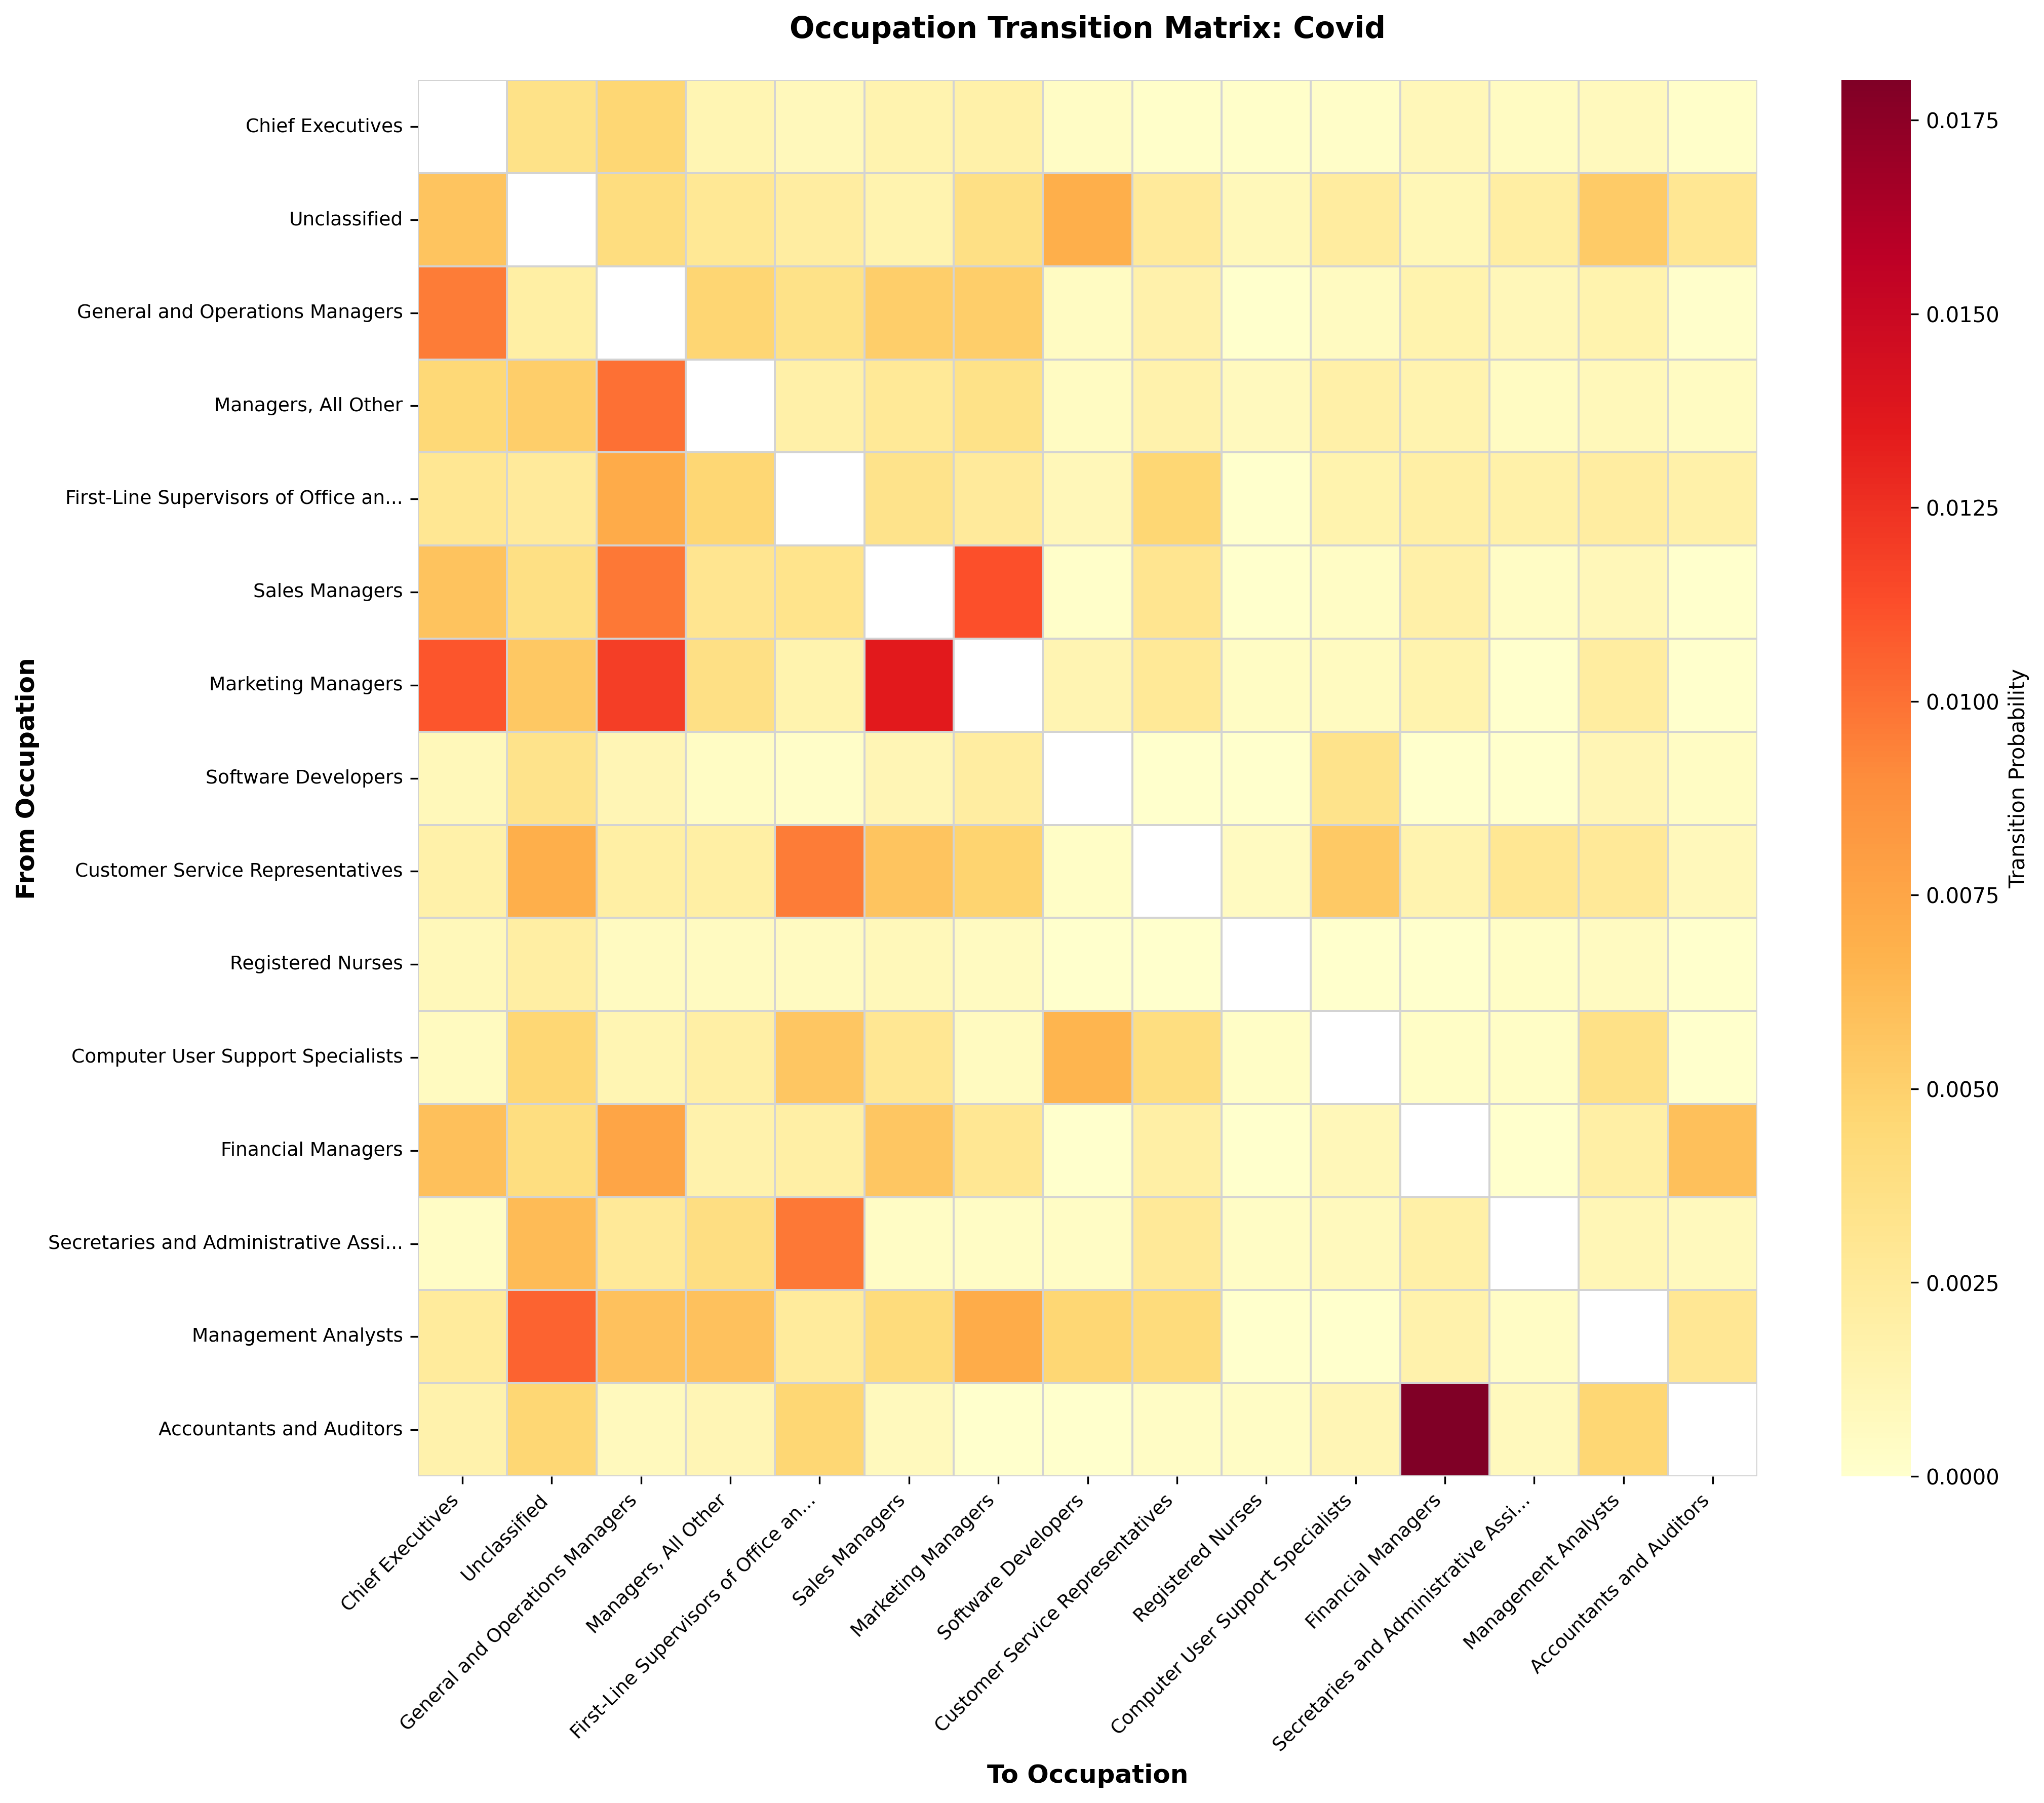 Occupation Transition Matrix: Covid
From Occupation
Chief Executives
Unclassified
General and Operations Managers
Managers, All Other
First-Line Supervisors of Office an...
Sales Managers
Marketing Managers
Software Developers
Customer Service Representatives
Registered Nurses
Computer User Support Specialists
Financial Managers
Secretaries and Administrative Assi...
Management Analysts
Accountants and Auditors
Chief Executives
Unclassified
General and Operations Managers
Managers, All Other
First-Line Supervisors of Office an...
Sales Managers
Marketing Managers
Software Developers
Customer Service Representatives
Registered Nurses
Computer User Support Specialists
Financial Managers
Secretaries and Administrative Assi...
Management Analysts
Accountants and Auditors
To Occupation
0.0175
0.0150
0.0125
0.0100
0.0075
0.0050
0.0025
0.0000
Transition Probability